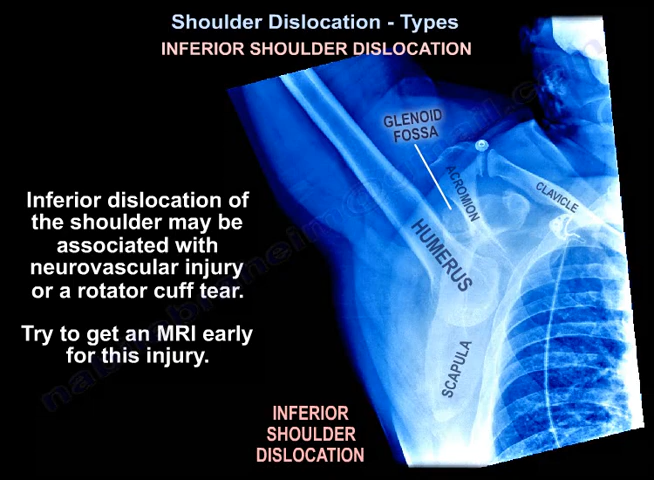 Shoulder Dislocation - Types
INFERIOR SHOULDER DISLOCATION
GLENOID
FOSSA
ACROMION
CLAVICLE
HUMERUS
SCAPULA
Inferior dislocation of
the shoulder may be
associated with
neurovascular injury
or a rotator cuff tear.
Try to get an MRI early
for this injury.
INFERIOR
SHOULDER
DISLOCATION